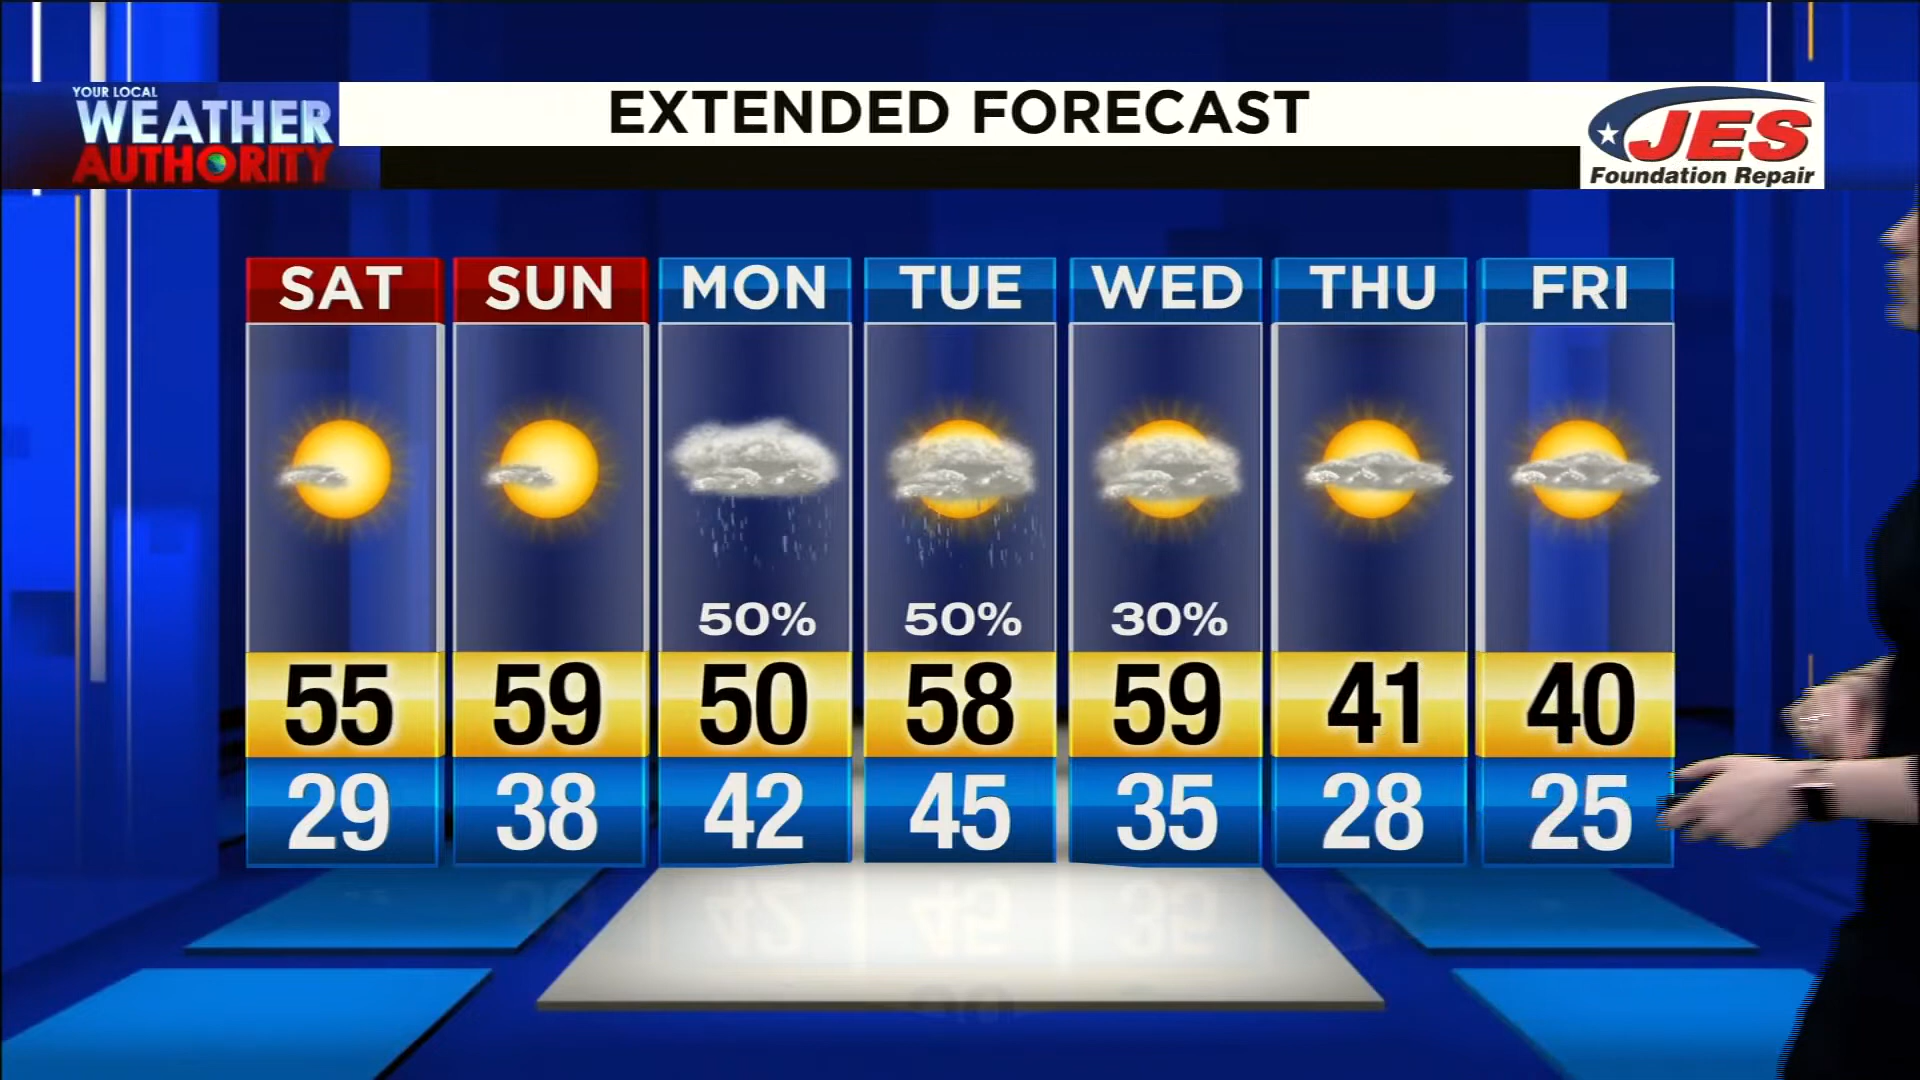 YOUR LOCAL
WEATHER
AUTHORITY
EXTENDED FORECAST
JES
Foundation Repair
SAT SUN MON TUE WED THU FRI
50% 50% 30%
55 59 50 58 59 41 40
29 38 42 45 35 28 25